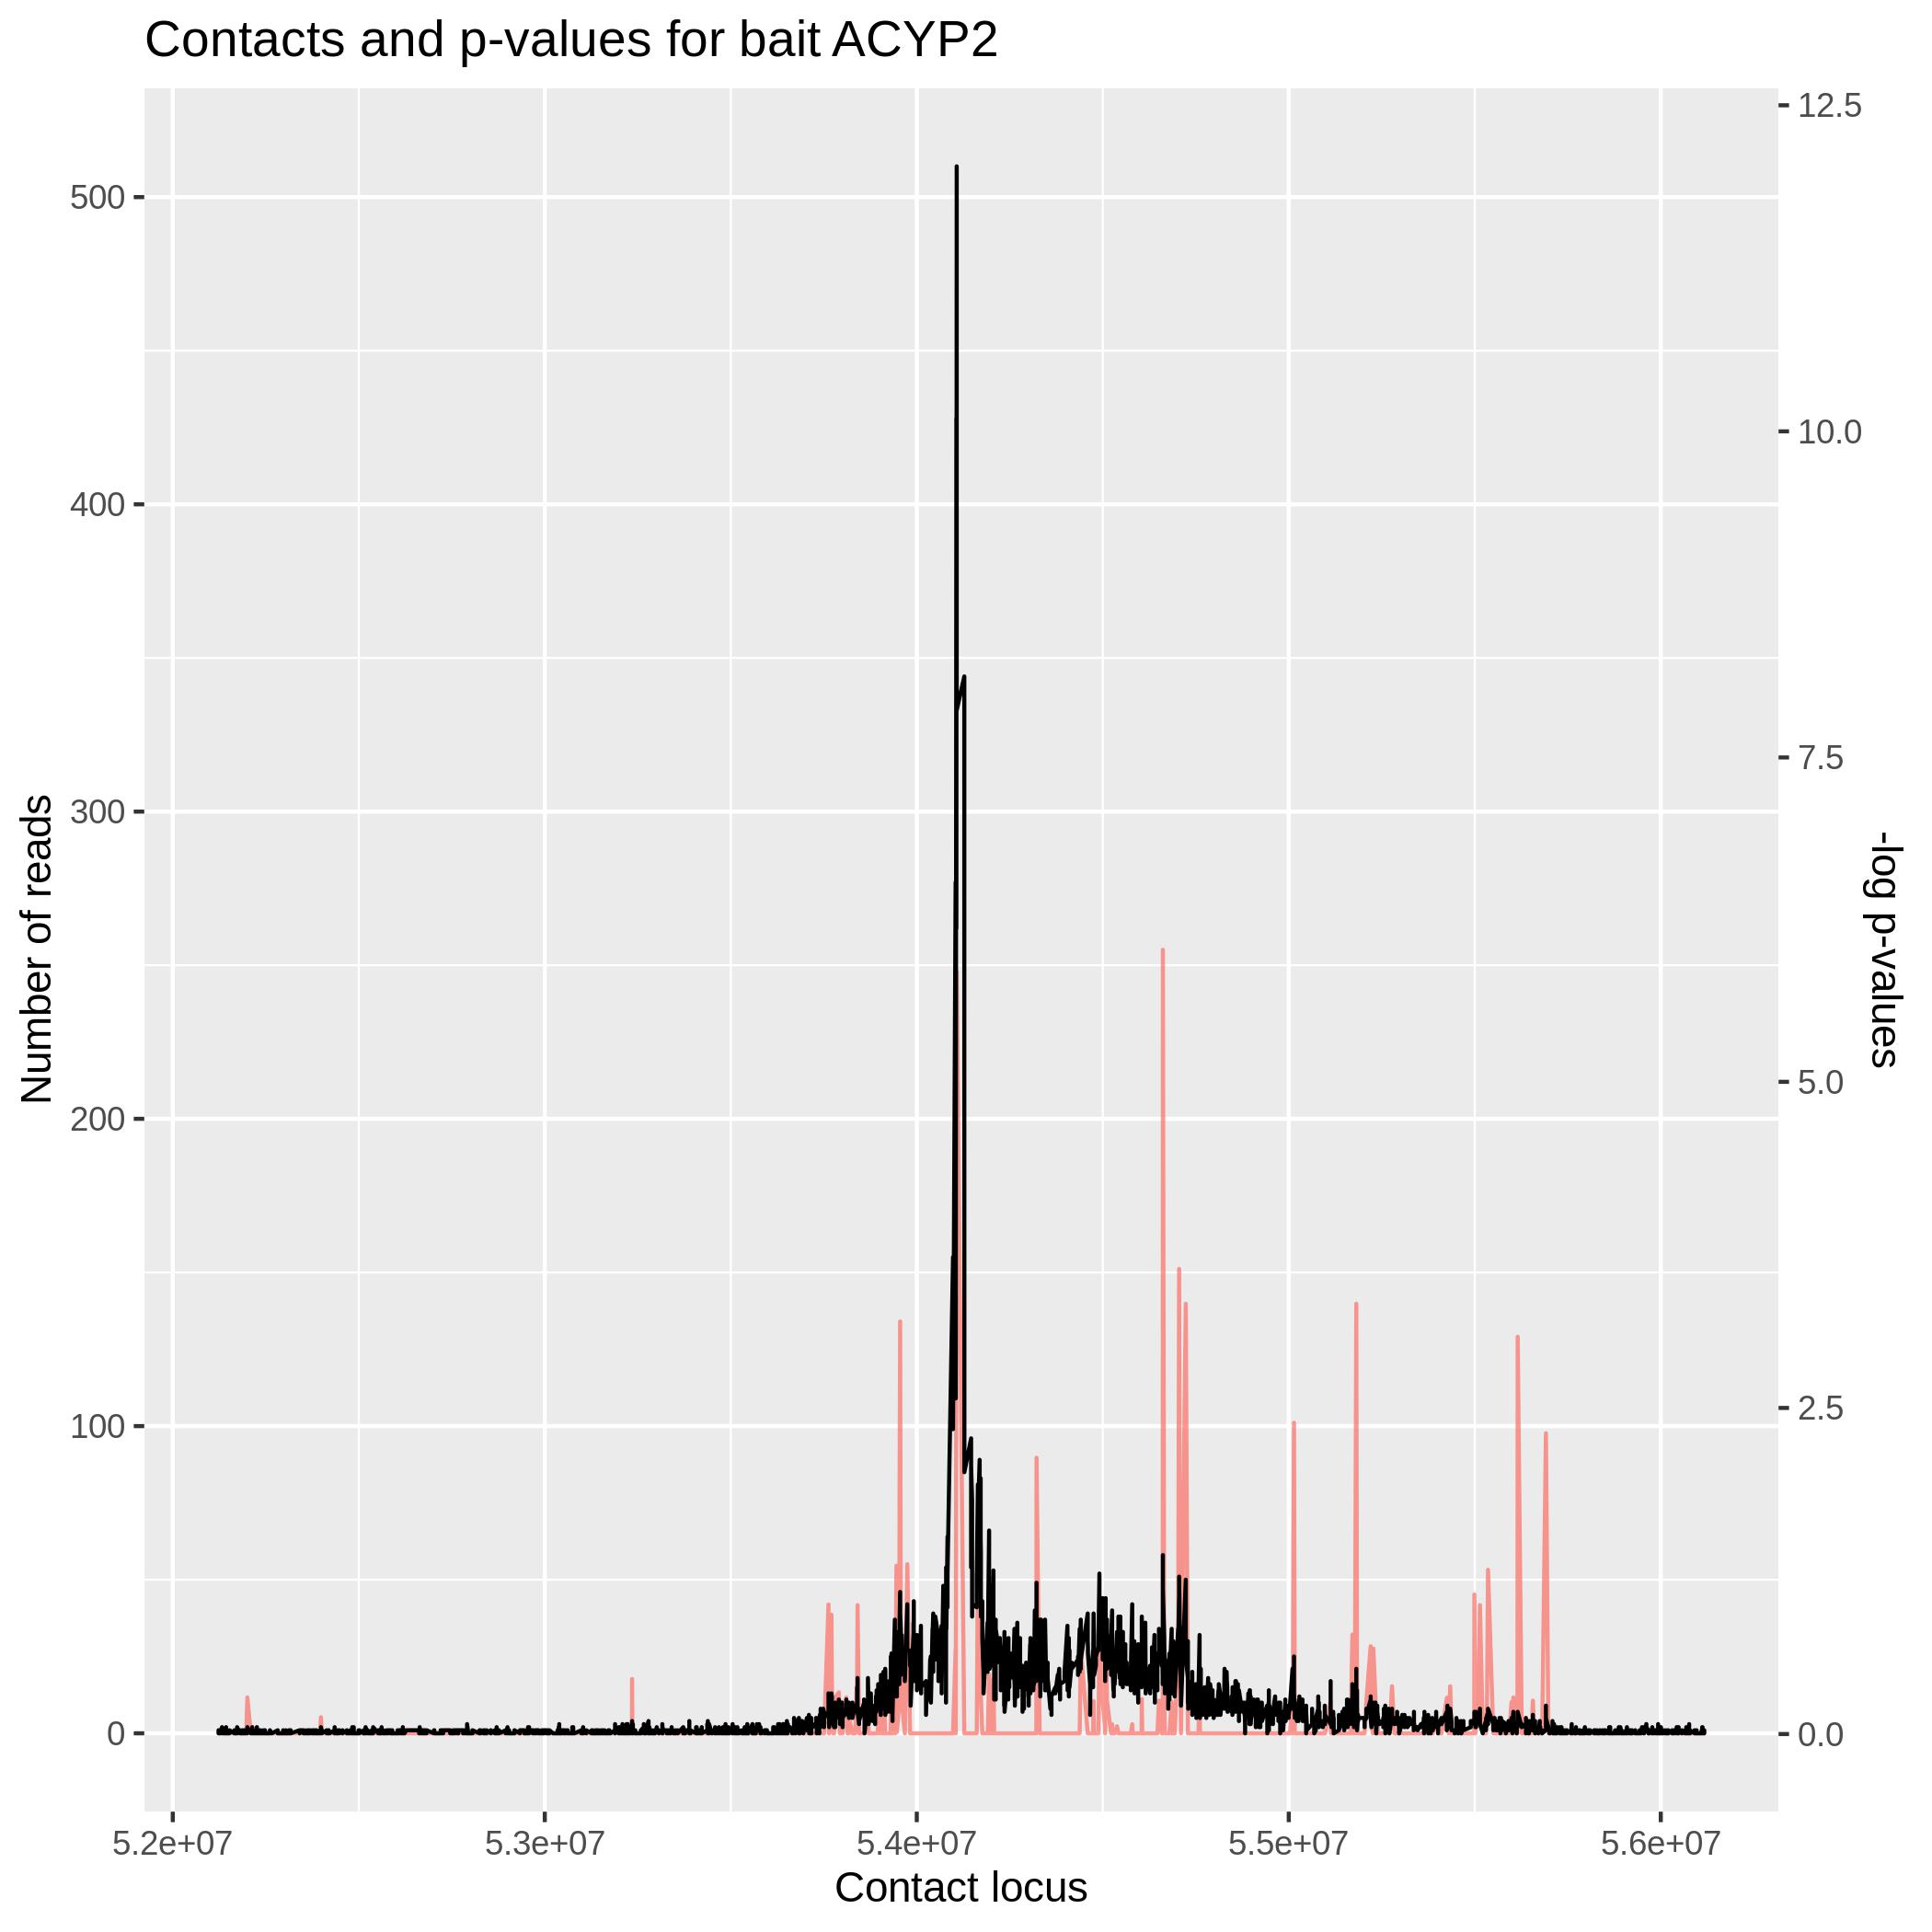 Contacts and p-values for bait ACYP2
Number of reads
500
400
300
200
100
0
12.5
10.0
7.5
5.0
2.5
0.0
-log p-values
5.2e+07
5.3e+07
5.4e+07
5.5e+07
5.6e+07
Contact locus